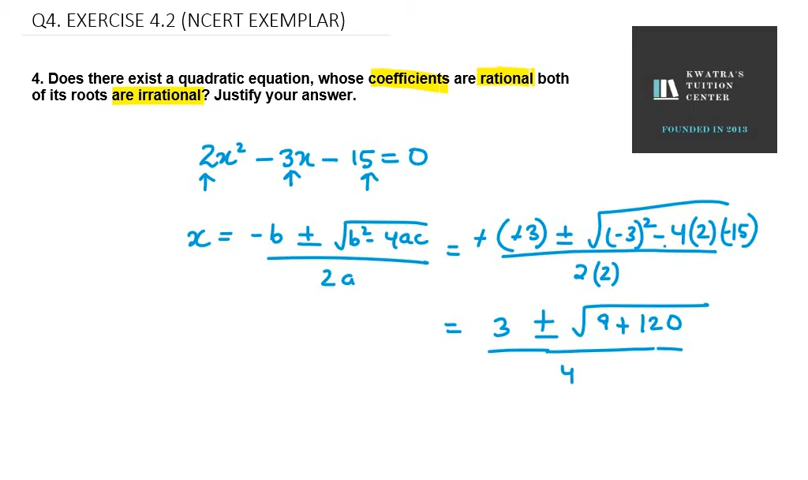 Q4. EXERCISE 4.2 (NCERT EXEMPLAR)
KWATRA'S
TUITION
CENTER
FOUNDED IN 2013
4. Does there exist a quadratic equation, whose coefficients are rational both
of its roots are irrational? Justify your answer.
2x² − 3x − 15 = 0
↑ ↑ ↑
x = −b ± √b² − 4ac / 2a = + (+3) ± √(−3)² − 4(2)(−15) / 2(2)
= 3 ± √9 + 120 / 4